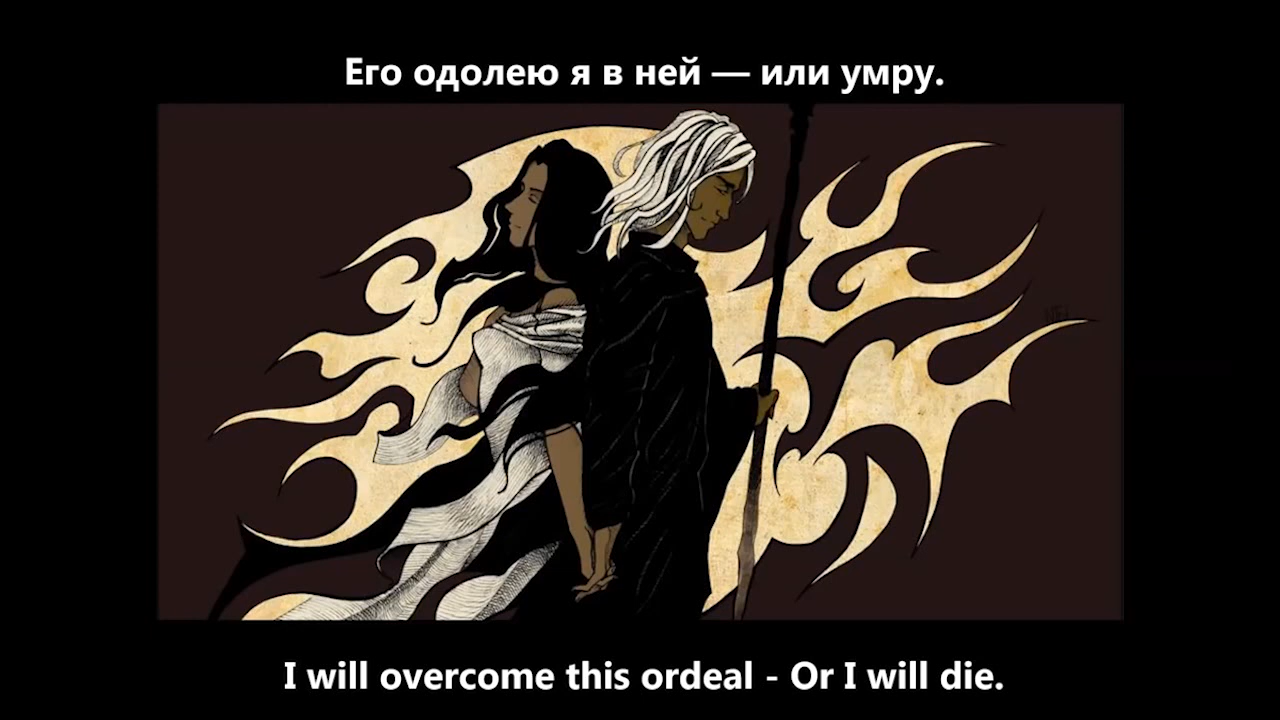 Его одолею я в ней — или умру.
I will overcome this ordeal - Or I will die.